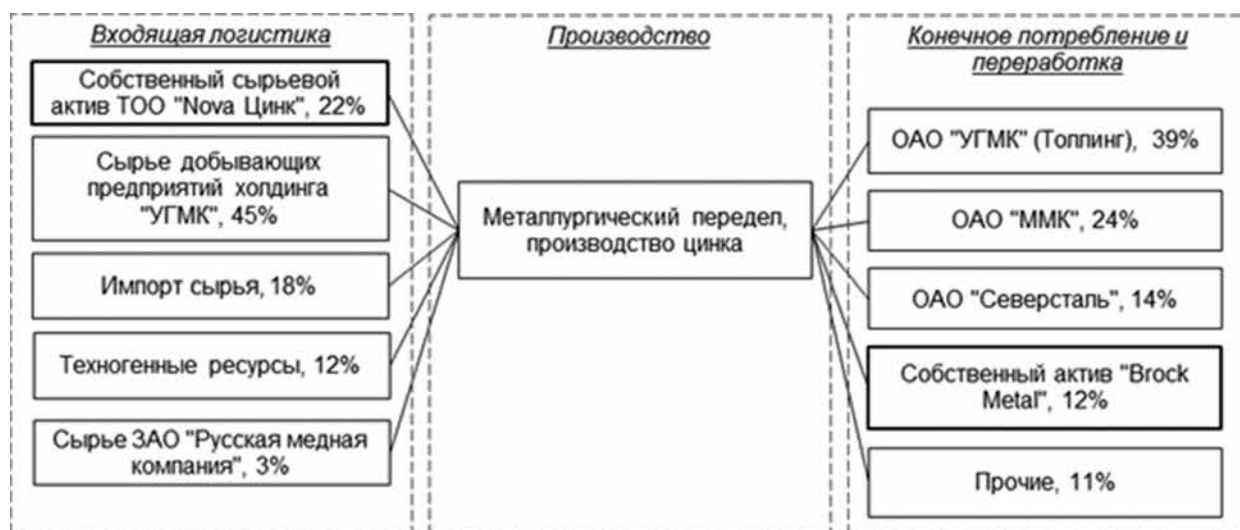 Входящая логистика
Собственный сырьевой
актив ТОО "Nova Цинк", 22%
Сырье добывающих
предприятий холдинга
"УГМК", 45%
Импорт сырья, 18%
Техногенные ресурсы, 12%
Сырье ЗАО "Русская медная
компания", 3%
Производство
Металлургический передел,
производство цинка
Конечное потребление и
переработка
ОАО "УГМК" (Топпинг), 39%
ОАО "ММК", 24%
ОАО "Северсталь", 14%
Собственный актив "Brock
Metal", 12%
Прочие, 11%